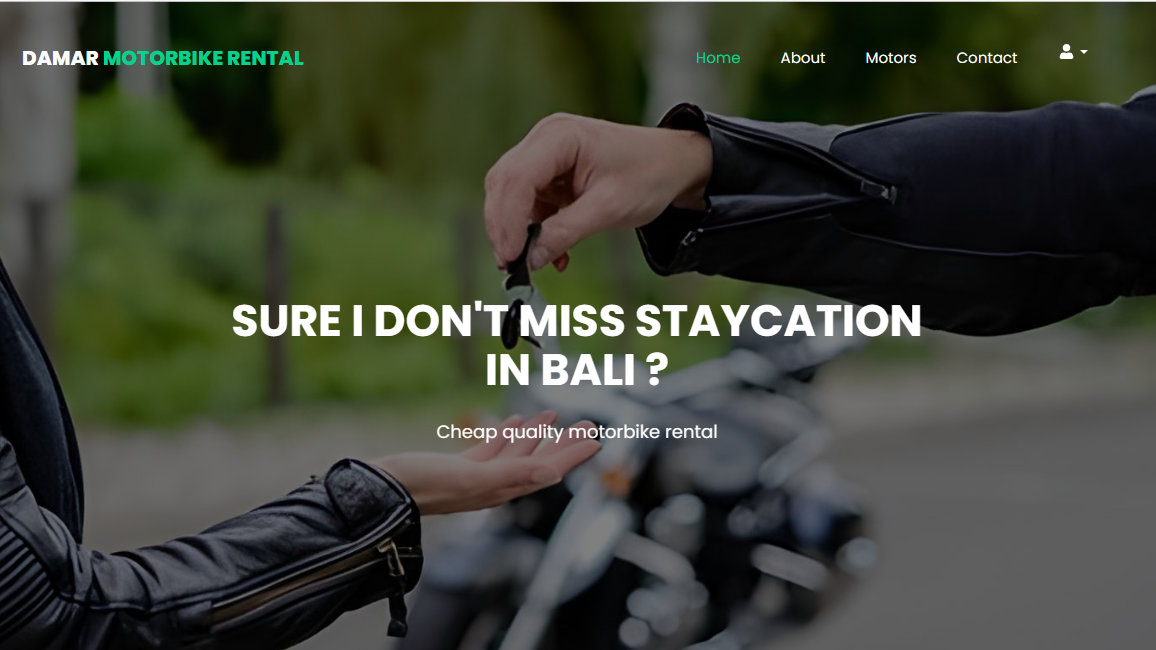 DAMAR MOTORBIKE RENTAL
Home About Motors Contact
SURE I DON'T MISS STAYCATION
IN BALI ?
Cheap quality motorbike rental